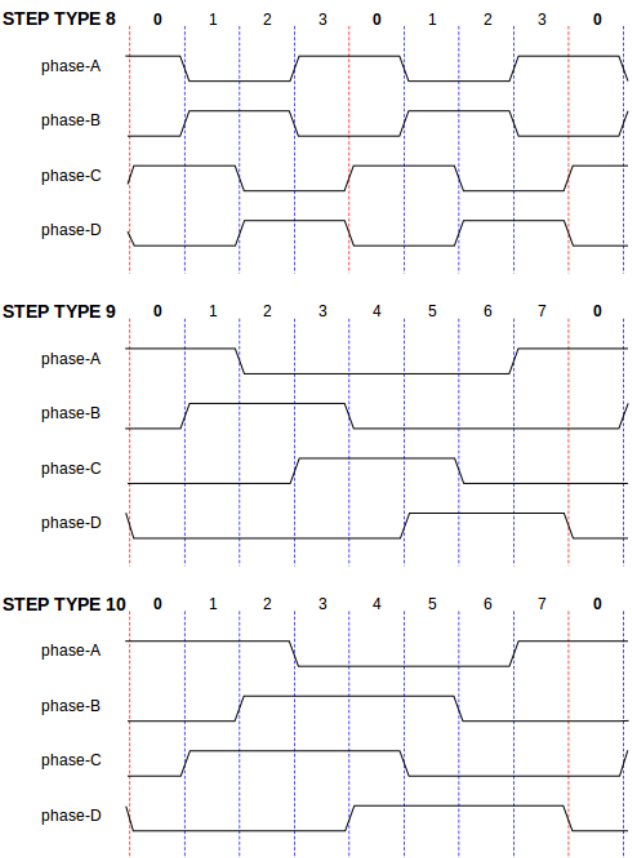 STEP TYPE 8 0 1 2 3 0 1 2 3 0
phase-A
phase-B
phase-C
phase-D
STEP TYPE 9 0 1 2 3 4 5 6 7 0
phase-A
phase-B
phase-C
phase-D
STEP TYPE 10 0 1 2 3 4 5 6 7 0
phase-A
phase-B
phase-C
phase-D